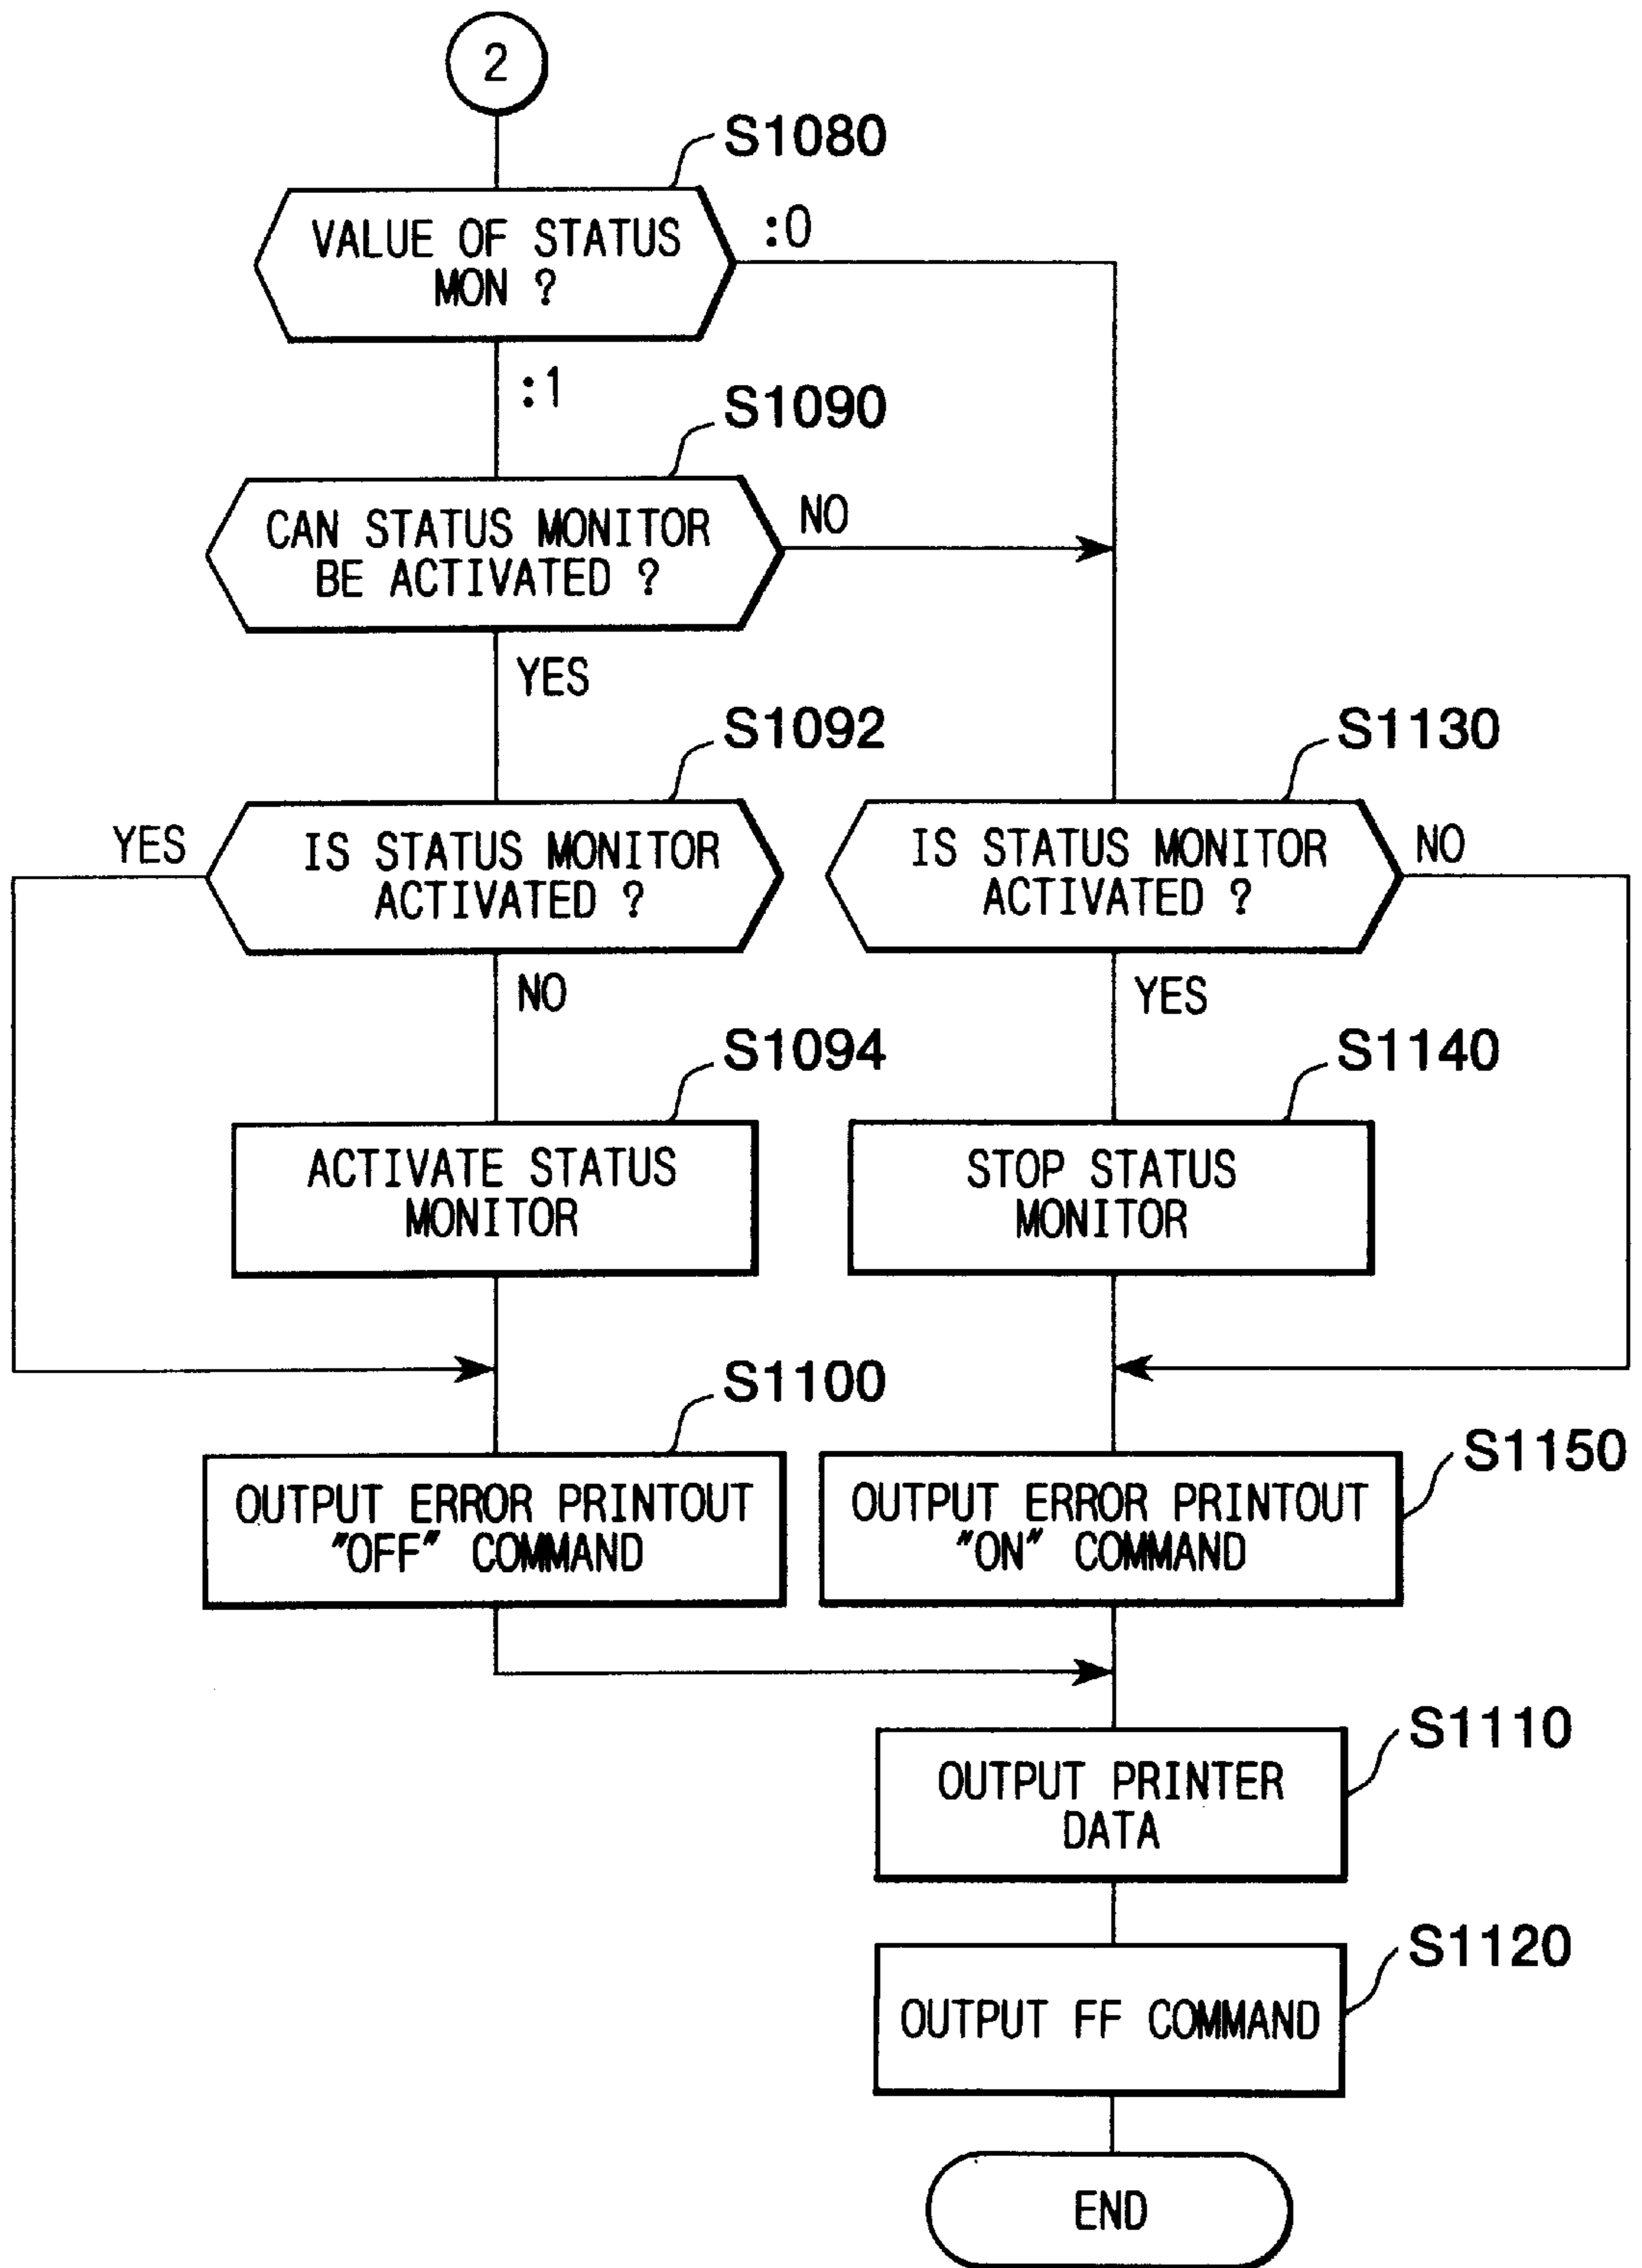 2
S1080
VALUE OF STATUS
MON ?
:0
:1
S1090
CAN STATUS MONITOR
BE ACTIVATED ?
NO
YES
S1092
S1130
YES
IS STATUS MONITOR
ACTIVATED ?
IS STATUS MONITOR
ACTIVATED ?
NO
NO
YES
S1094
S1140
ACTIVATE STATUS
MONITOR
STOP STATUS
MONITOR
S1100
S1150
OUTPUT ERROR PRINTOUT
"OFF" COMMAND
OUTPUT ERROR PRINTOUT
"ON" COMMAND
S1110
OUTPUT PRINTER
DATA
S1120
OUTPUT FF COMMAND
END